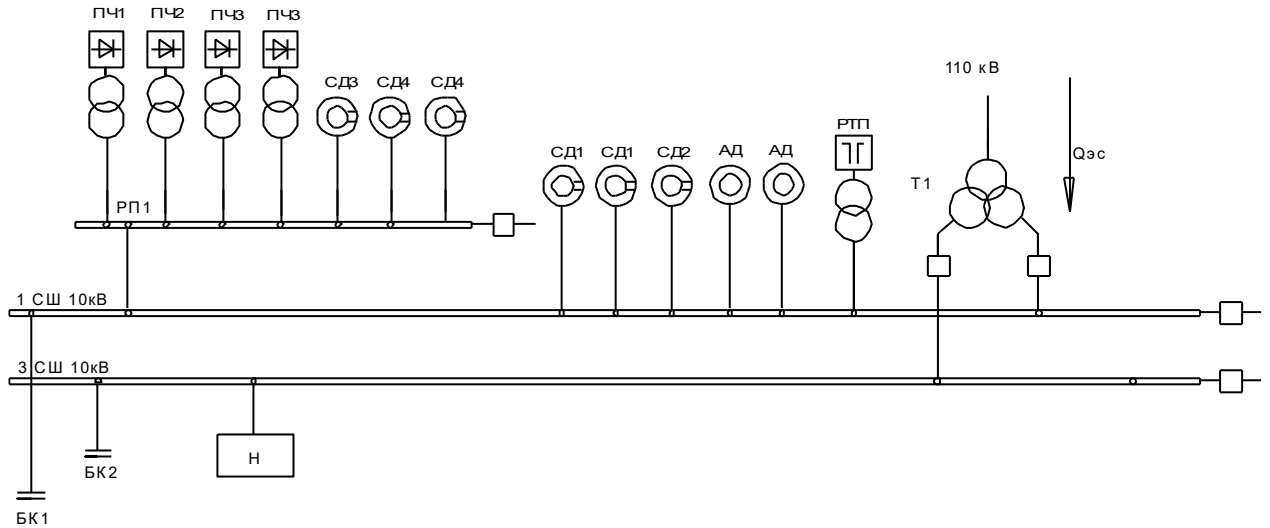 ПЧ1 ПЧ2 ПЧ3 ПЧ3
СД3 СД4 СД4
110 кВ
РТП
СД1 СД1 СД2 АД АД
Qэс
Т1
РП1
1 СШ 10кВ
3 СШ 10кВ
Н
БК2
БК1